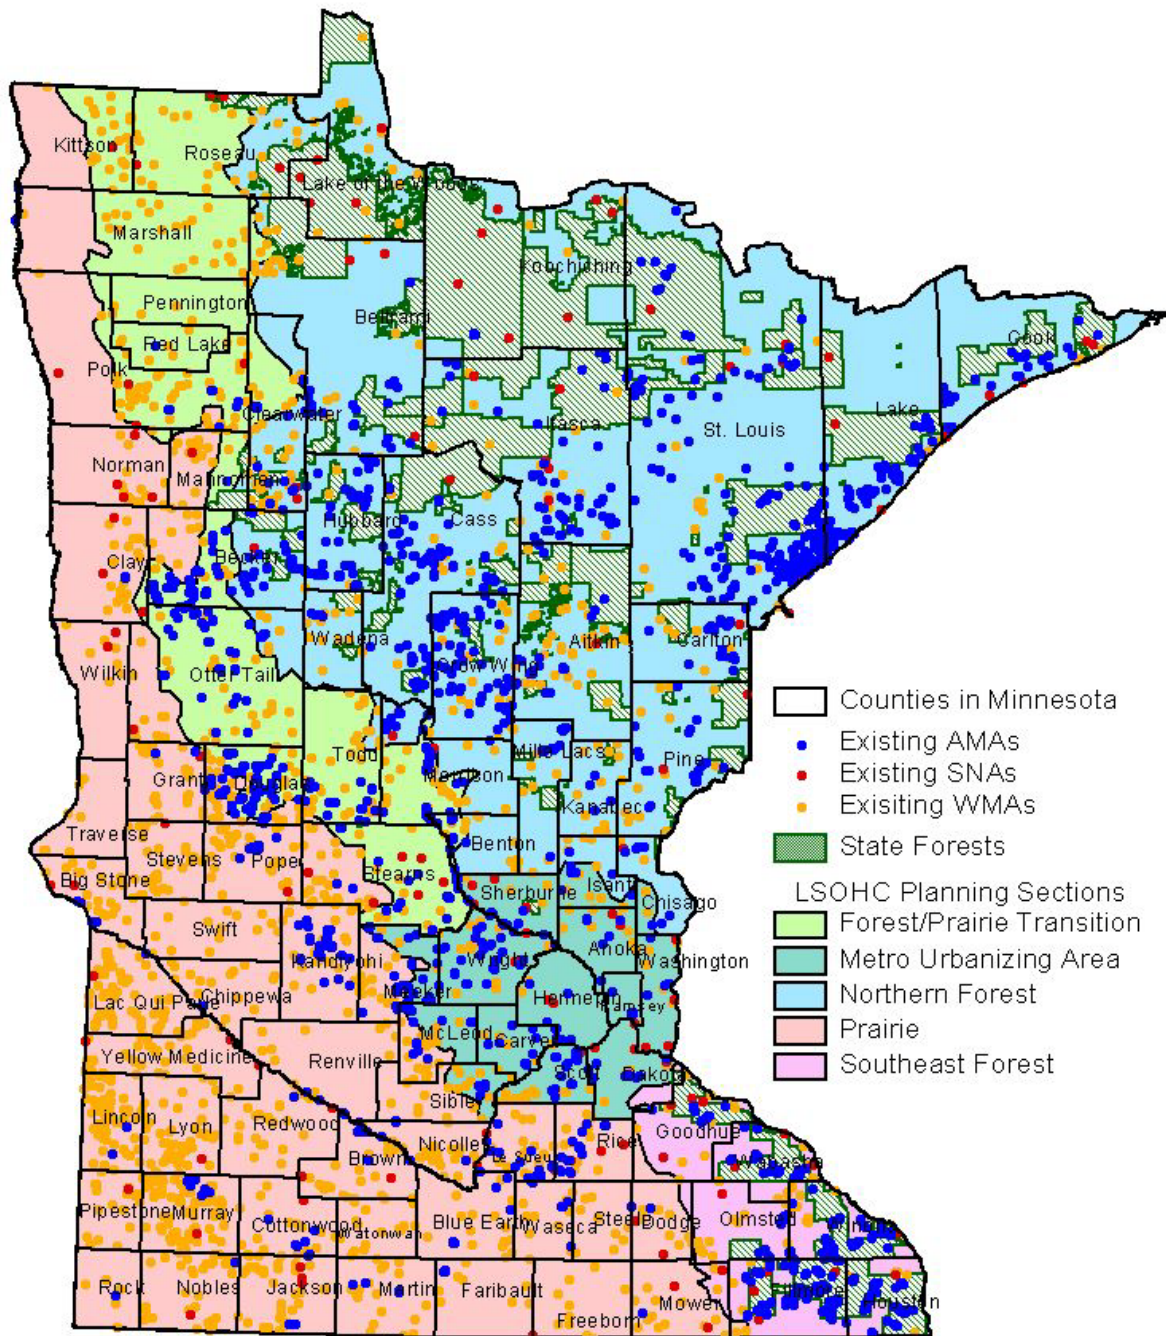 Kittson
Roseau
Lake of the Woods
Marshall
Koochiching
Pennington
Beltrami
Red Lake
Cook
Polk
Clearwater
Itasca
Lake
St. Louis
Norman
Mahnomen
Hubbard
Cass
Clay
Becker
Wadena
Aitkin
Carlton
Wilkin
Otter Tail
Crow Wing
Counties in Minnesota
Existing AMAs
Existing SNAs
Exisiting WMAs
State Forests
LSOHC Planning Sections
Forest/Prairie Transition
Metro Urbanizing Area
Northern Forest
Prairie
Southeast Forest
Todd
Mille Lacs
Pine
Grant
Douglas
Morrison
Kanabec
Traverse
Stevens
Pope
Benton
Big Stone
Stearns
Sherburne
Isanti
Chisago
Swift
Anoka
Kandiyohi
Wright
Washington
Lac Qui Parle
Chippewa
Meeker
Hennepin
Ramsey
McLeod
Carver
Yellow Medicine
Renville
Scott
Dakota
Sibley
Lincoln
Lyon
Redwood
Nicollet
Brown
Le Sueur
Rice
Goodhue
Wabasha
Pipestone
Murray
Cottonwood
Watonwan
Blue Earth
Waseca
Steele
Dodge
Olmsted
Winona
Rock
Nobles
Jackson
Martin
Faribault
Freeborn
Mower
Fillmore
Houston